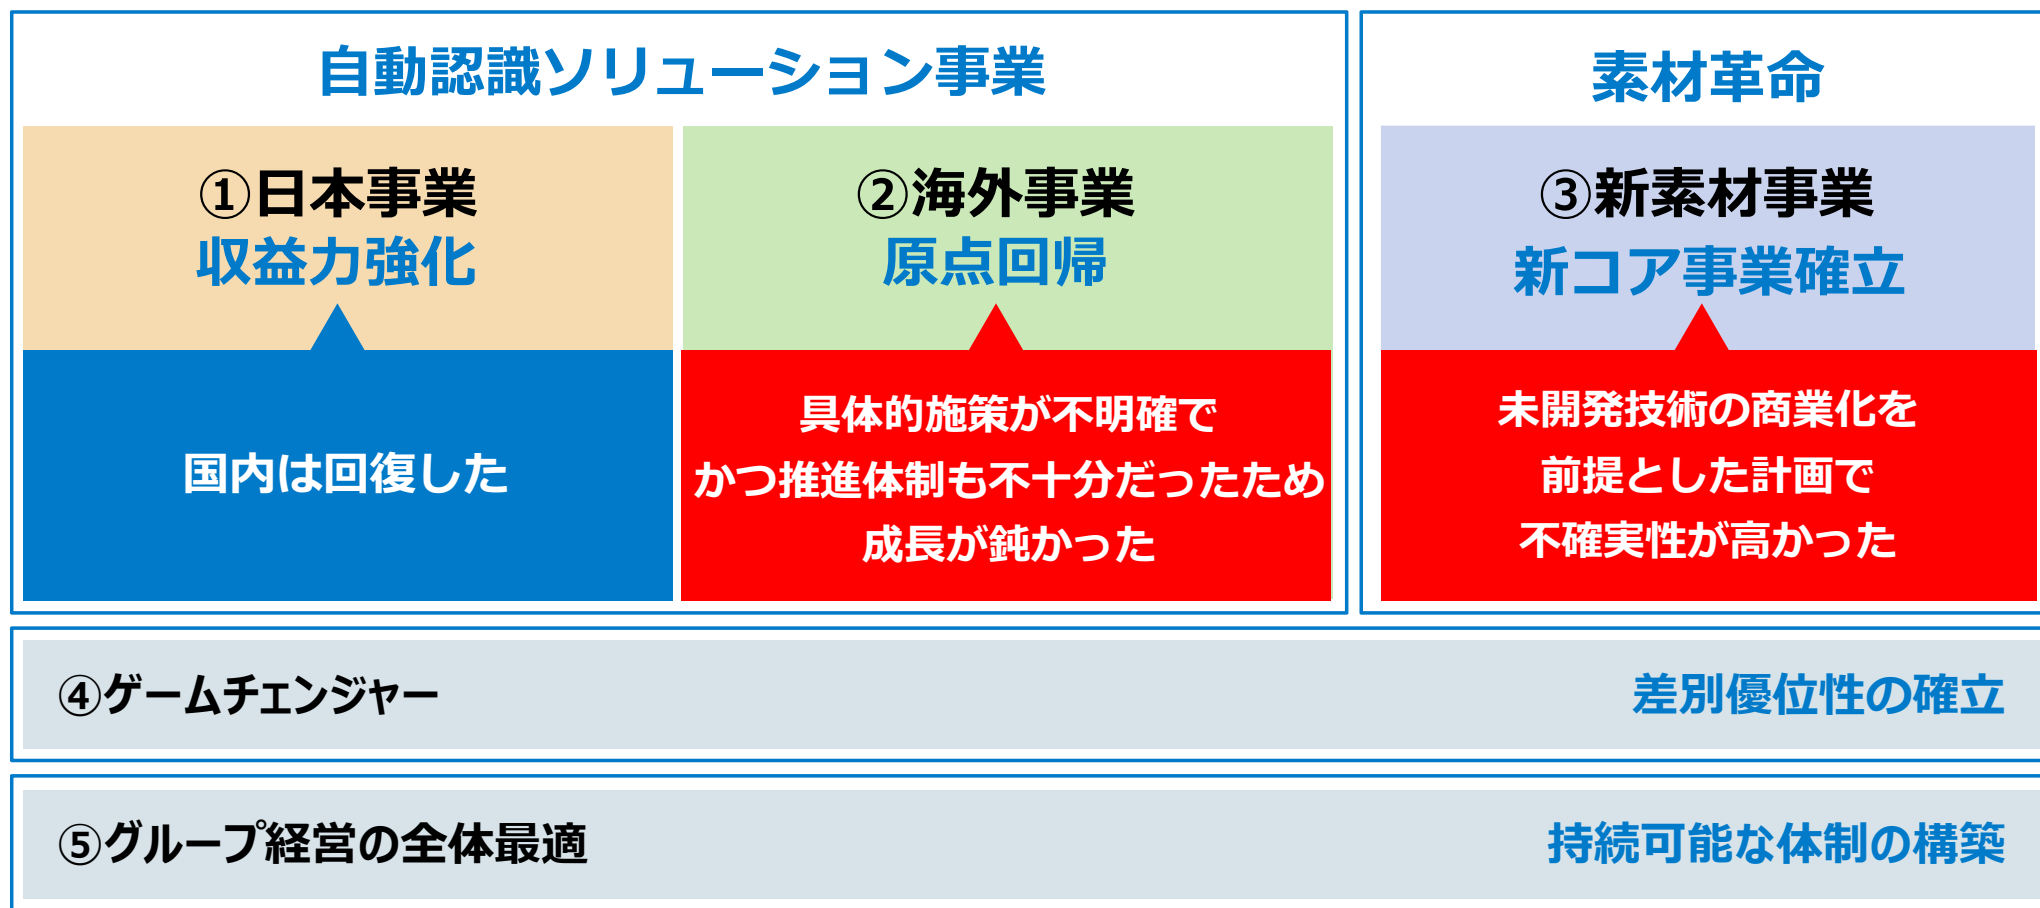 自動認識ソリューション事業
①日本事業
収益力強化
国内は回復した
②海外事業
原点回帰
具体的施策が不明確で
かつ推進体制も不十分だったため
成長が鈍かった
素材革命
③新素材事業
新コア事業確立
未開発技術の商業化を
前提とした計画で
不確実性が高かった
④ゲームチェンジャー
差別優位性の確立
⑤グループ経営の全体最適
持続可能な体制の構築